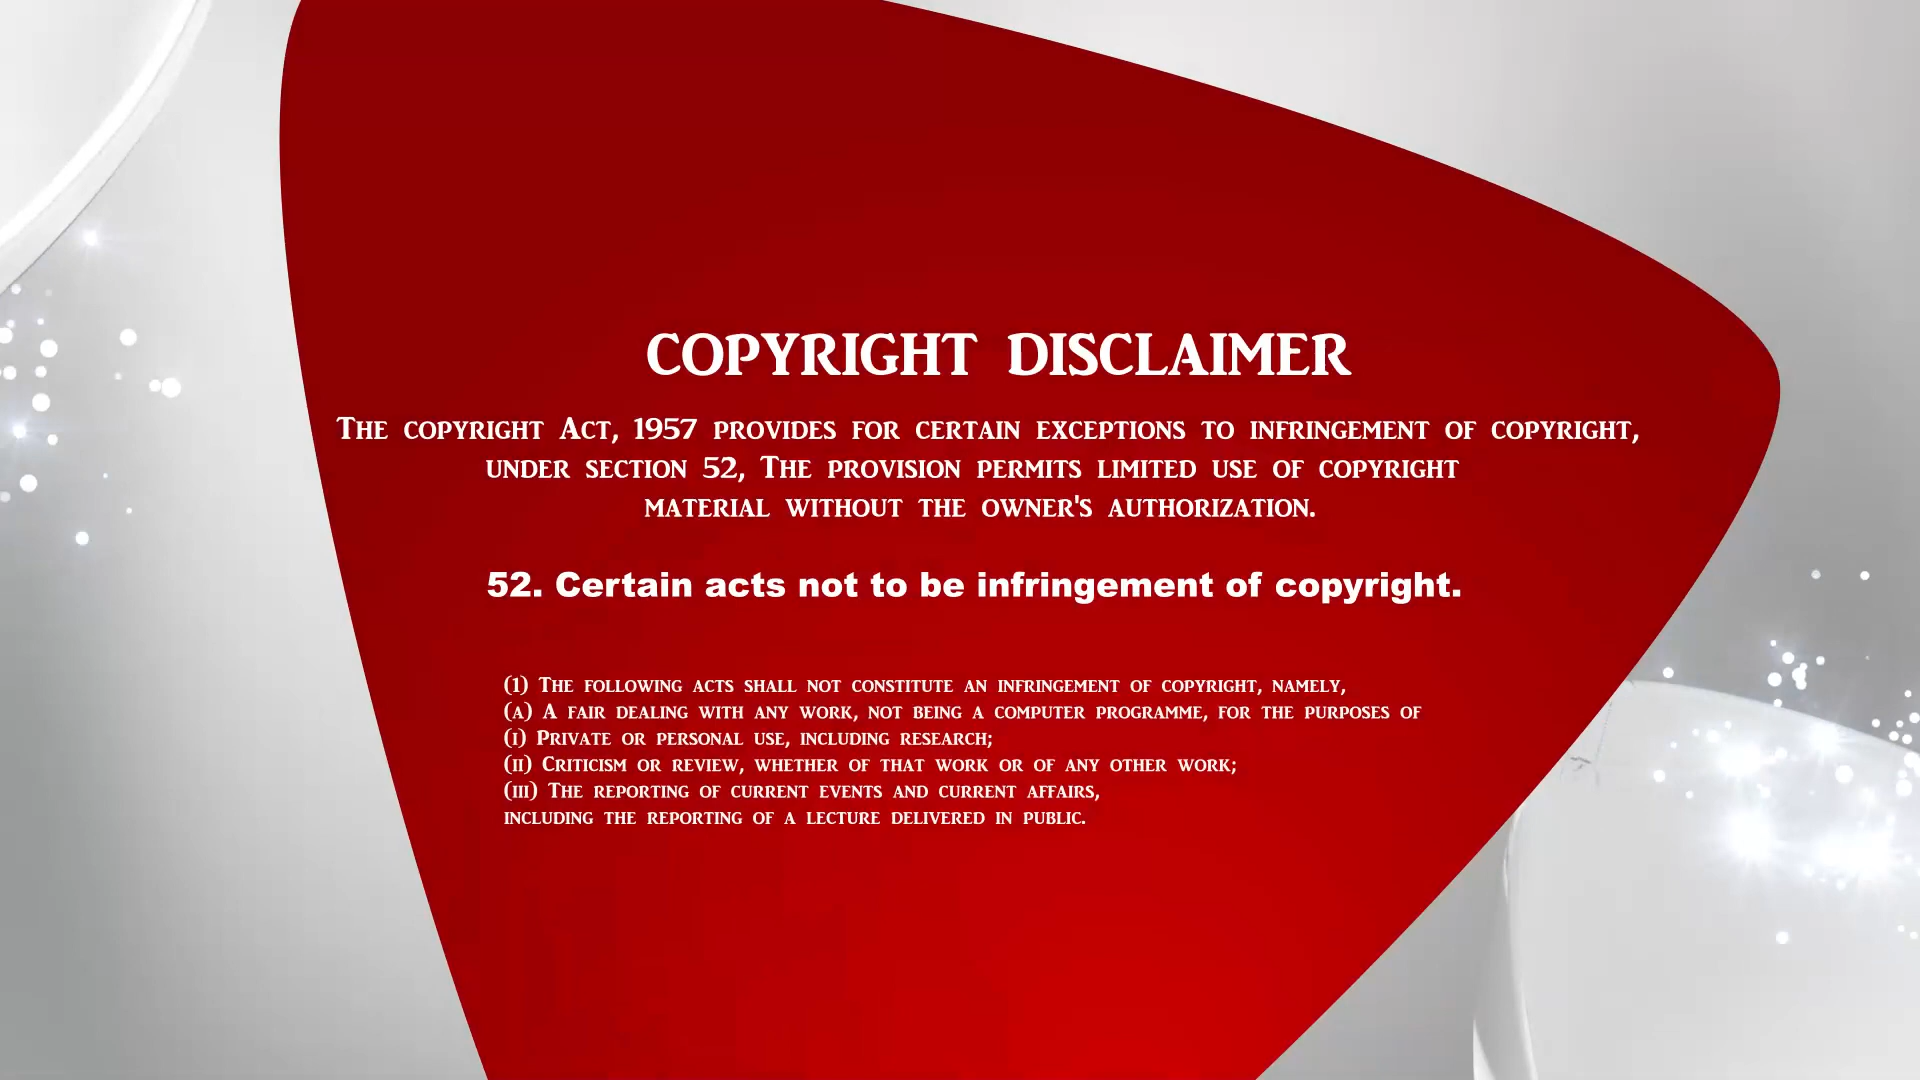 COPYRIGHT DISCLAIMER
The copyright Act, 1957 provides for certain exceptions to infringement of copyright,
under section 52, The provision permits limited use of copyright
material without the owner's authorization.
52. Certain acts not to be infringement of copyright.
(1) The following acts shall not constitute an infringement of copyright, namely,
(a) A fair dealing with any work, not being a computer programme, for the purposes of
(i) Private or personal use, including research;
(ii) Criticism or review, whether of that work or of any other work;
(iii) The reporting of current events and current affairs,
including the reporting of a lecture delivered in public.